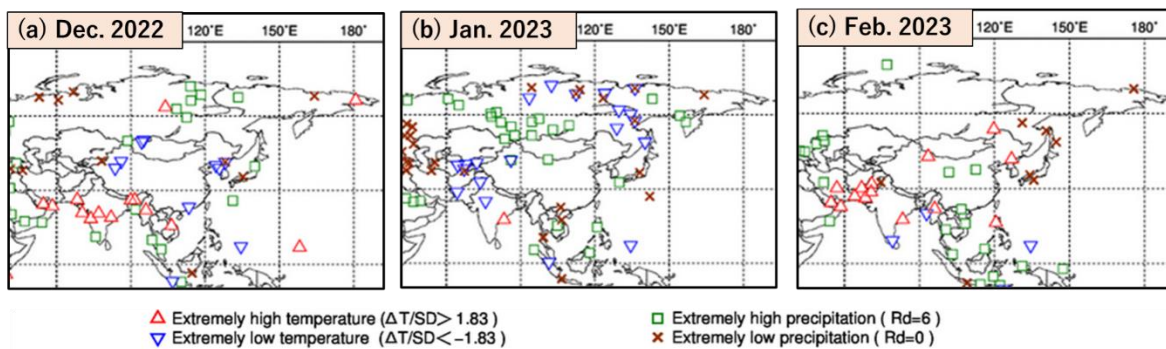 (a) Dec. 2022
120°E 150°E 180°
(b) Jan. 2023
120°E 150°E 180°
(c) Feb. 2023
120°E 150°E 180°
Extremely high temperature (ΔT/SD＞1.83)
Extremely low temperature (ΔT/SD＜-1.83)
Extremely high precipitation ( Rd=6 )
Extremely low precipitation ( Rd=0 )